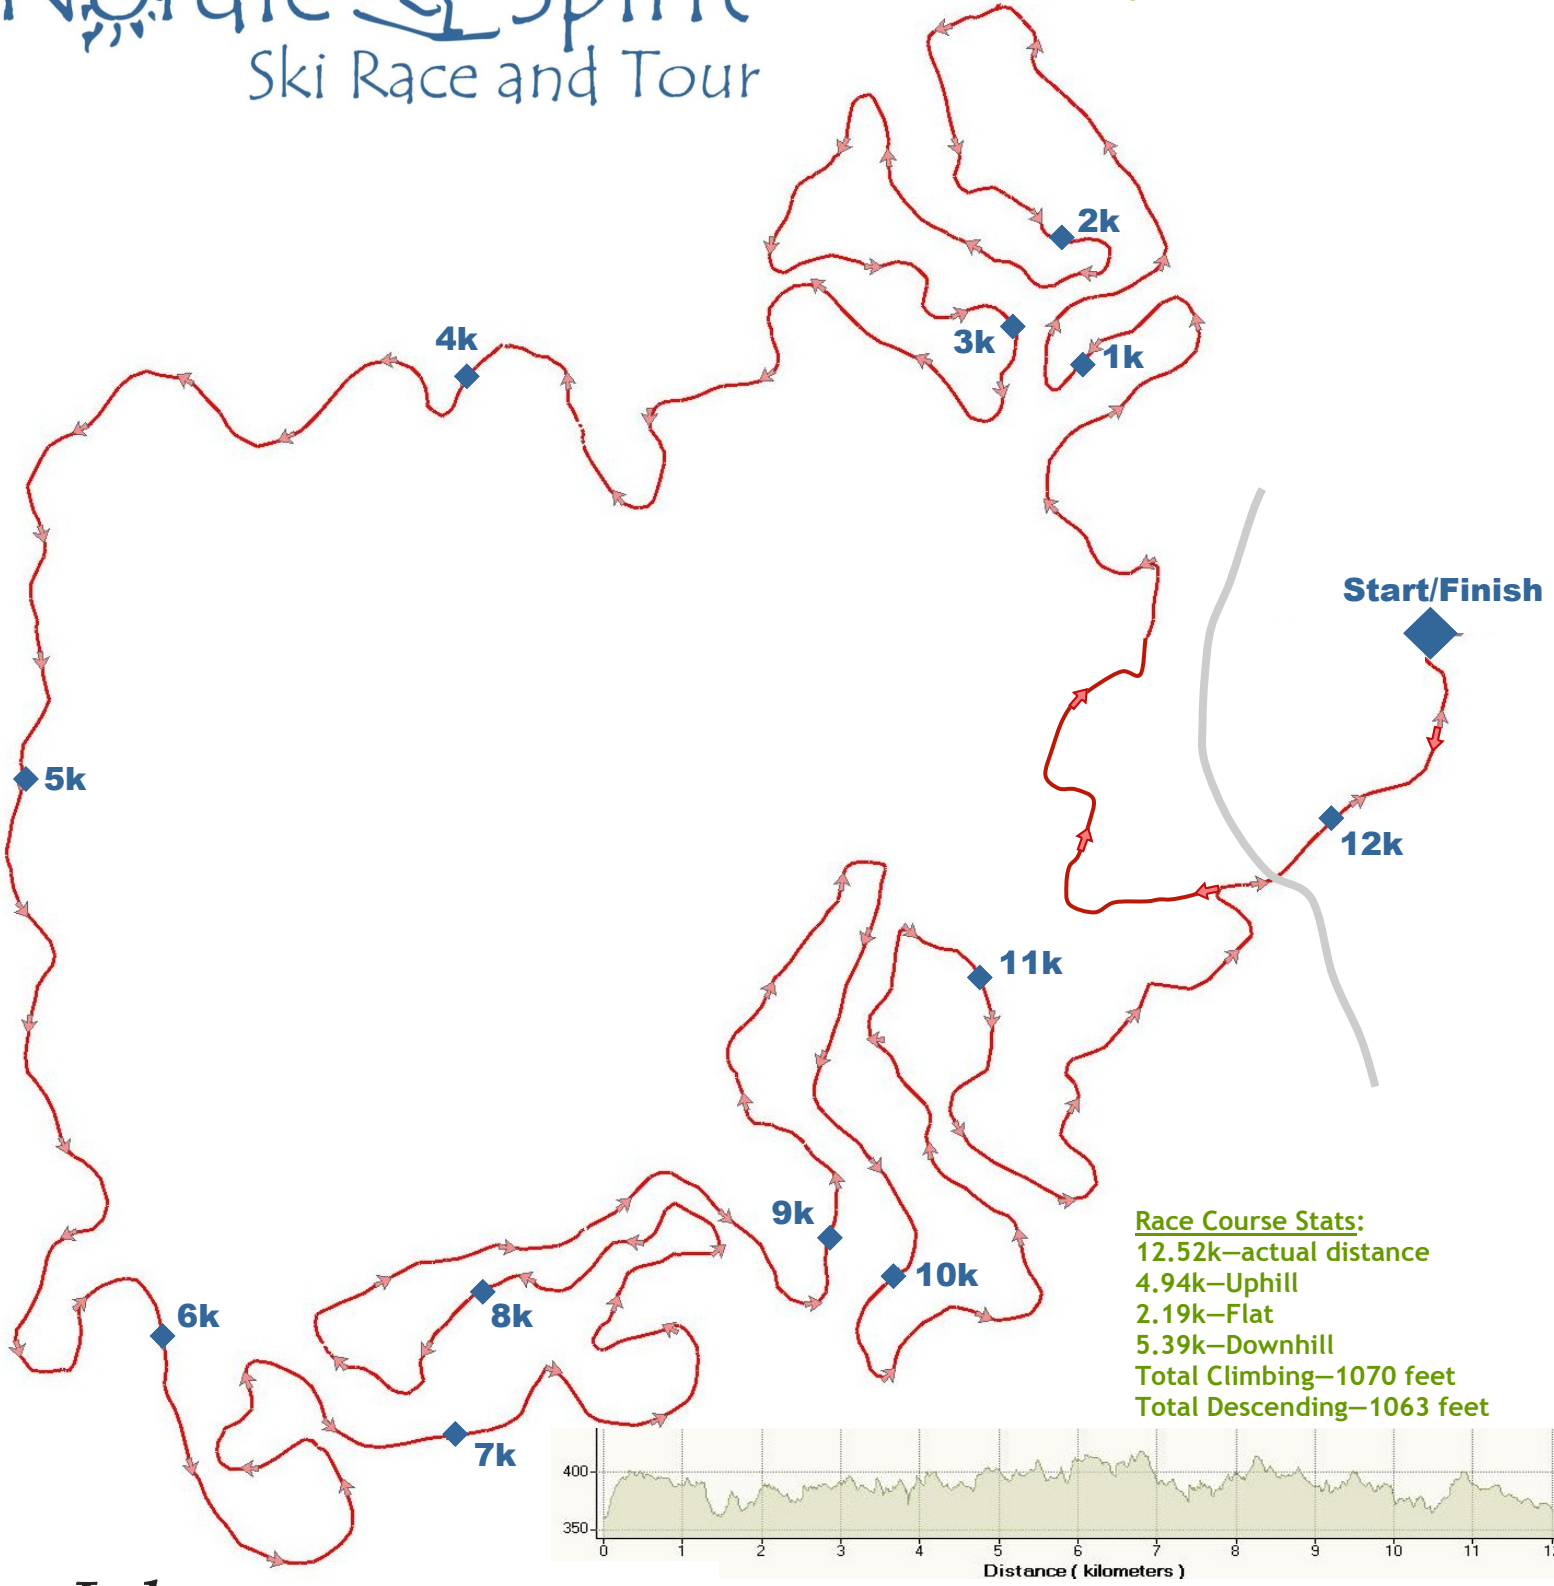 Nordic Spirit
Ski Race and Tour
2k
3k
1k
4k
Start/Finish
5k
12k
11k
9k
10k
6k
8k
7k
Race Course Stats:
12.52k—actual distance
4.94k—Uphill
2.19k—Flat
5.39k—Downhill
Total Climbing—1070 feet
Total Descending—1063 feet
400
350
0 1 2 3 4 5 6 7 8 9 10 11
Distance ( kilometers )